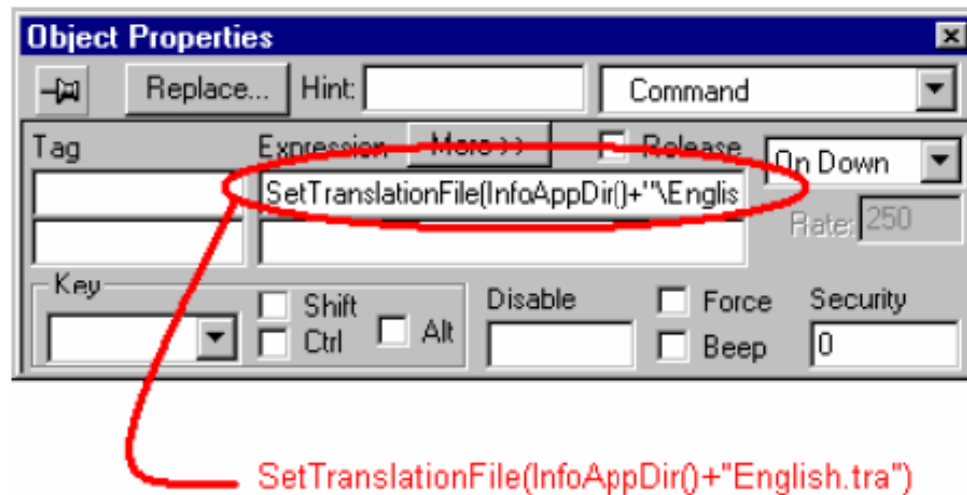 Object Properties
Replace... Hint: Command
Tag Expression More >> Release On Down
SetTranslationFile(InfoAppDir()+"\Englis
Rate: 250
Key
Shift
Ctrl Alt
Disable
Force
Beep
Security
0
SetTranslationFile(InfoAppDir()+"English.tra")